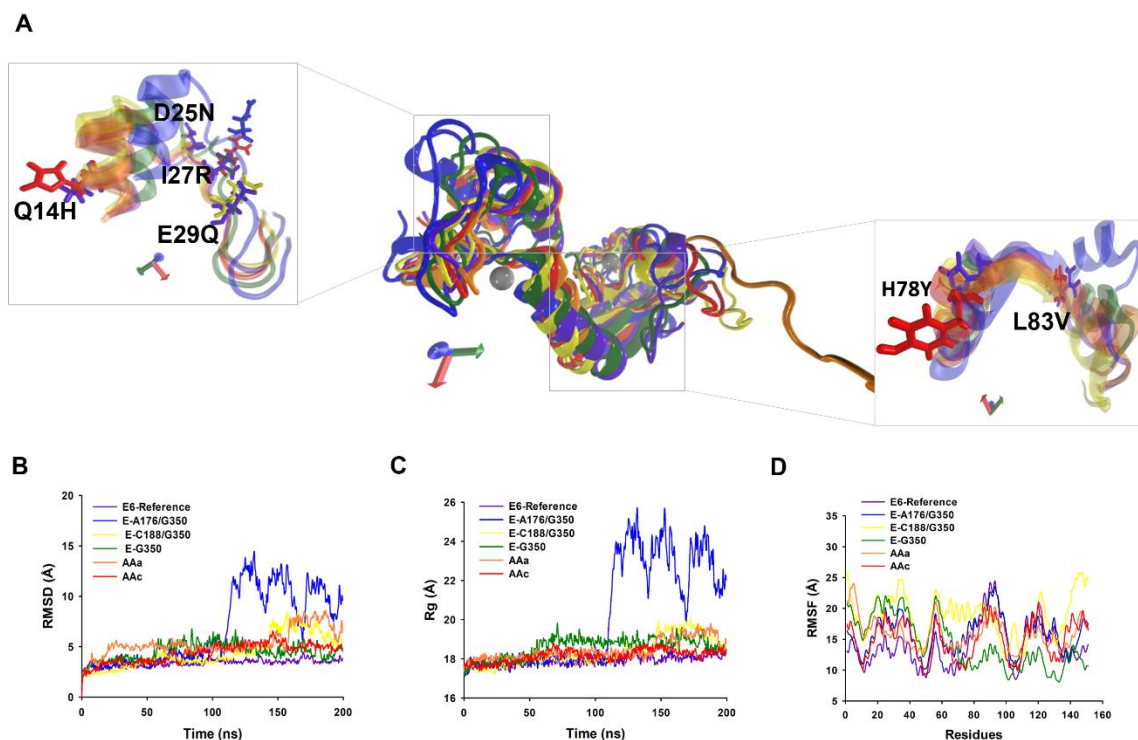 A
D25N
I27R
Q14H
E29Q
H78Y
L83V
B
RMSD (Å)
20
15
10
5
0
E6-Reference
E-A176/G350
E-C188/G350
E-G350
AAa
AAc
0 50 100 150 200
Time (ns)
C
Rg (Å)
26
24
22
20
18
16
E6-Reference
E-A176/G350
E-C188/G350
E-G350
AAa
AAc
0 50 100 150 200
Time (ns)
D
RMSF (Å)
35
30
25
20
15
10
5
E6-Reference
E-A176/G350
E-C188/G350
E-G350
AAa
AAc
0 20 40 60 80 100 120 140 160
Residues